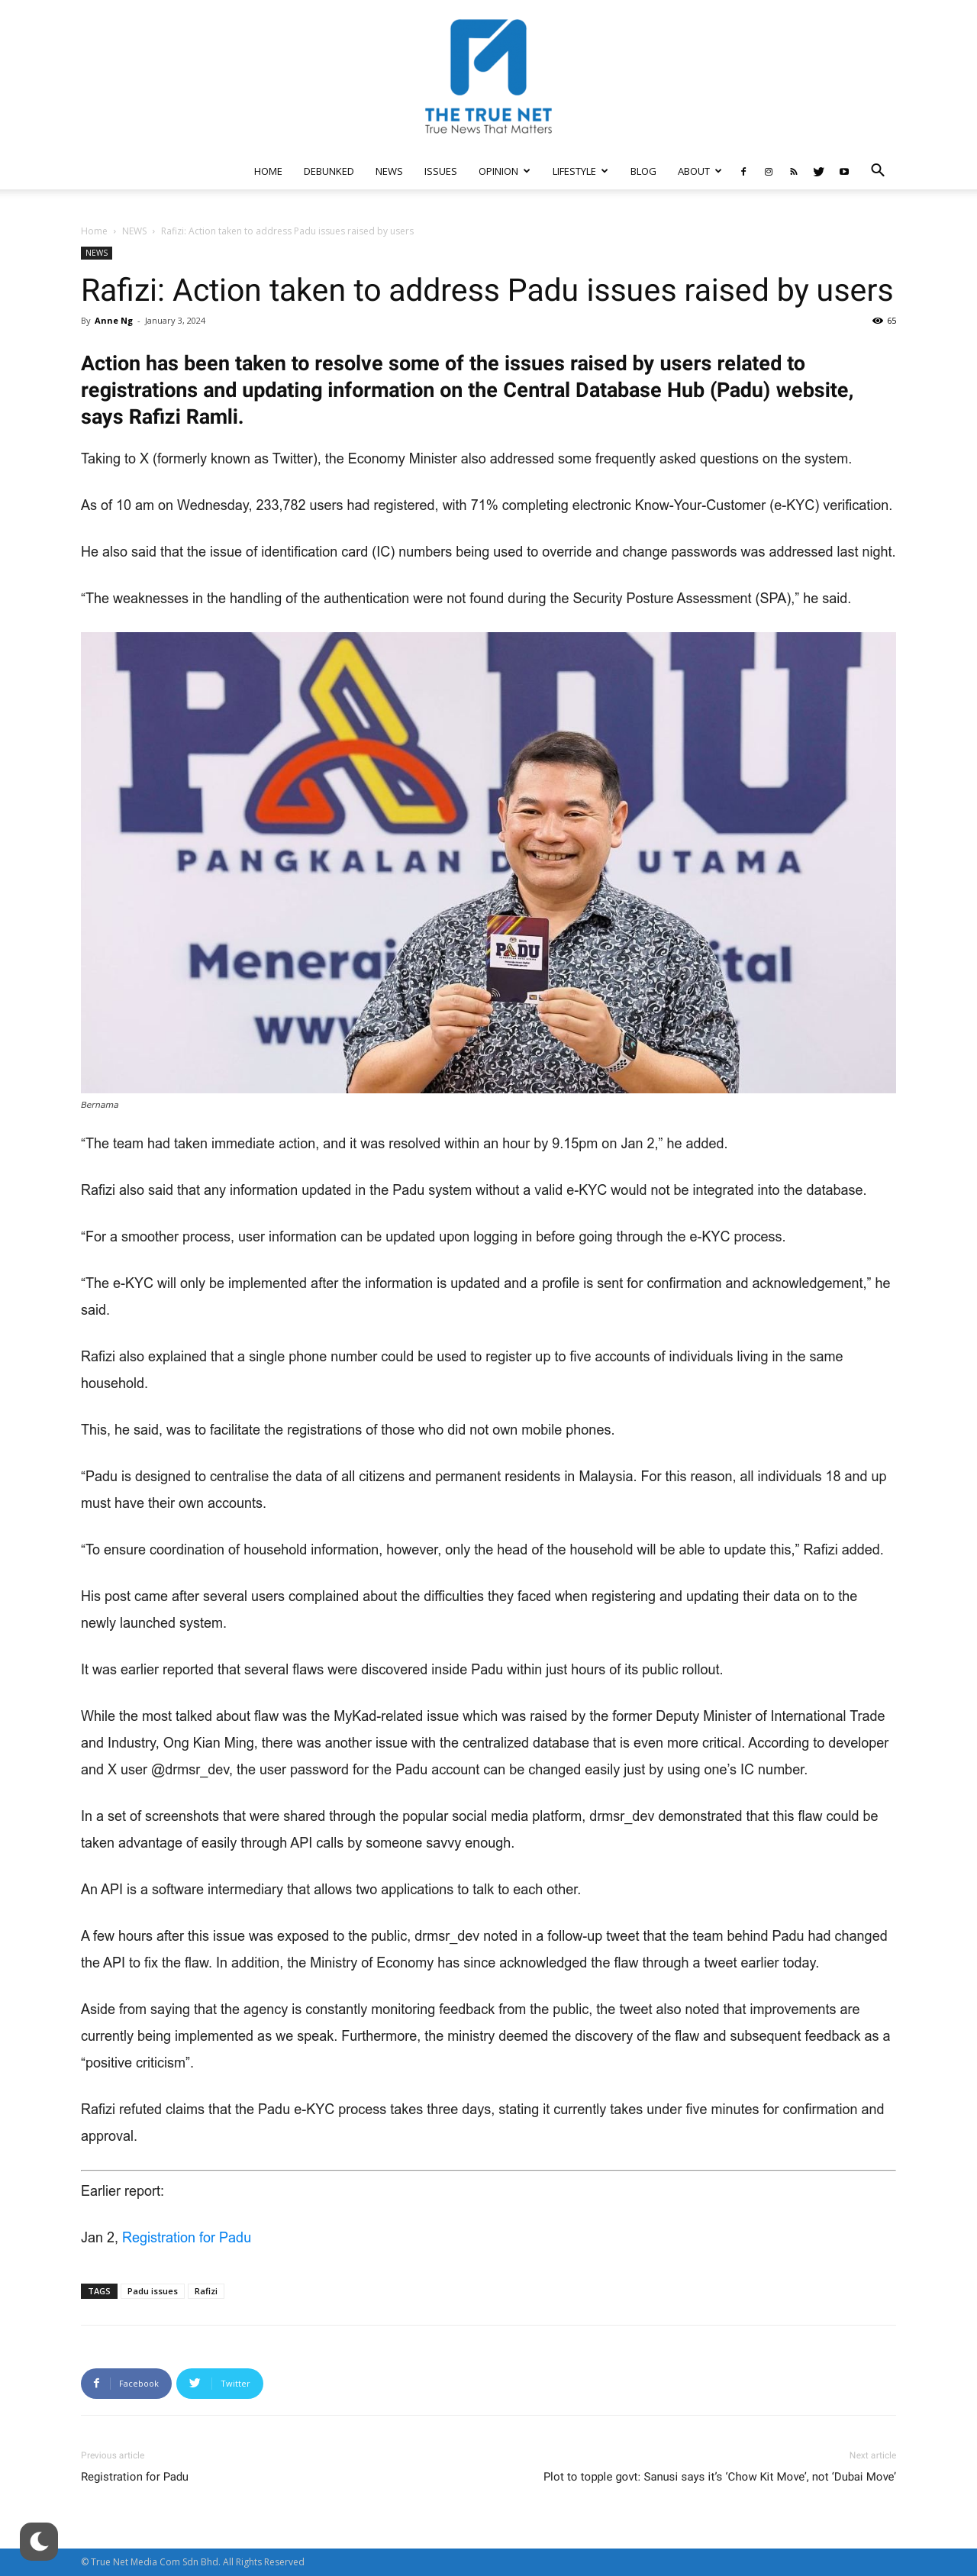 THE TRUE NET
True News That Matters
HOME DEBUNKED NEWS ISSUES OPINION LIFESTYLE BLOG ABOUT
Home › NEWS › Rafizi: Action taken to address Padu issues raised by users
NEWS
Rafizi: Action taken to address Padu issues raised by users
By Anne Ng - January 3, 2024 65
Action has been taken to resolve some of the issues raised by users related to
registrations and updating information on the Central Database Hub (Padu) website,
says Rafizi Ramli.
Taking to X (formerly known as Twitter), the Economy Minister also addressed some frequently asked questions on the system.
As of 10 am on Wednesday, 233,782 users had registered, with 71% completing electronic Know-Your-Customer (e-KYC) verification.
He also said that the issue of identification card (IC) numbers being used to override and change passwords was addressed last night.
“The weaknesses in the handling of the authentication were not found during the Security Posture Assessment (SPA),” he said.
PADU
PANGKALAN D UTAMA
Menerai ital
www.
PADU
Bernama
“The team had taken immediate action, and it was resolved within an hour by 9.15pm on Jan 2,” he added.
Rafizi also said that any information updated in the Padu system without a valid e-KYC would not be integrated into the database.
“For a smoother process, user information can be updated upon logging in before going through the e-KYC process.
“The e-KYC will only be implemented after the information is updated and a profile is sent for confirmation and acknowledgement,” he
said.
Rafizi also explained that a single phone number could be used to register up to five accounts of individuals living in the same
household.
This, he said, was to facilitate the registrations of those who did not own mobile phones.
“Padu is designed to centralise the data of all citizens and permanent residents in Malaysia. For this reason, all individuals 18 and up
must have their own accounts.
“To ensure coordination of household information, however, only the head of the household will be able to update this,” Rafizi added.
His post came after several users complained about the difficulties they faced when registering and updating their data on to the
newly launched system.
It was earlier reported that several flaws were discovered inside Padu within just hours of its public rollout.
While the most talked about flaw was the MyKad-related issue which was raised by the former Deputy Minister of International Trade
and Industry, Ong Kian Ming, there was another issue with the centralized database that is even more critical. According to developer
and X user @drmsr_dev, the user password for the Padu account can be changed easily just by using one’s IC number.
In a set of screenshots that were shared through the popular social media platform, drmsr_dev demonstrated that this flaw could be
taken advantage of easily through API calls by someone savvy enough.
An API is a software intermediary that allows two applications to talk to each other.
A few hours after this issue was exposed to the public, drmsr_dev noted in a follow-up tweet that the team behind Padu had changed
the API to fix the flaw. In addition, the Ministry of Economy has since acknowledged the flaw through a tweet earlier today.
Aside from saying that the agency is constantly monitoring feedback from the public, the tweet also noted that improvements are
currently being implemented as we speak. Furthermore, the ministry deemed the discovery of the flaw and subsequent feedback as a
“positive criticism”.
Rafizi refuted claims that the Padu e-KYC process takes three days, stating it currently takes under five minutes for confirmation and
approval.
Earlier report:
Jan 2, Registration for Padu
TAGS Padu issues Rafizi
Facebook Twitter
Previous article Next article
Registration for Padu Plot to topple govt: Sanusi says it’s ‘Chow Kit Move’, not ‘Dubai Move’
© True Net Media Com Sdn Bhd. All Rights Reserved